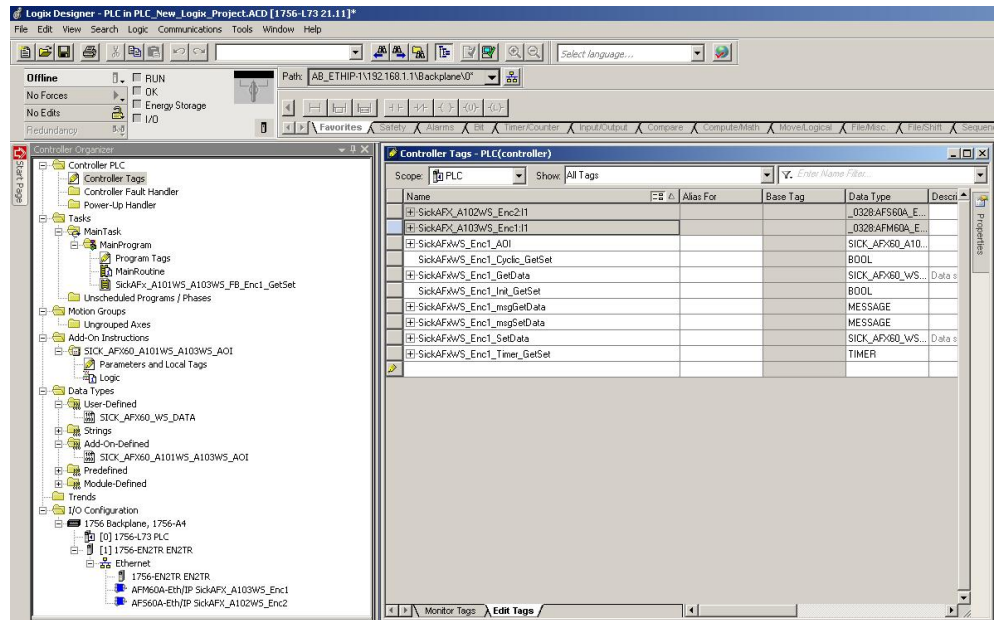 Logix Designer - PLC in PLC_New_Logix_Project.ACD [1756-L73 21.11]*
File Edit View Search Logic Communications Tools Window Help
Select language...
Offline
RUN
No Forces
OK
No Edits
Energy Storage
Redundancy
I/O
Path: AB_ETHIP-1\192.168.1.1\Backplane\0*
Favorites Safety Alarms Bit Timer/Counter Input/Output Compare Compute/Math Move/Logical File/Misc. File/Shift Sequen
Start Page
Controller Organizer
Controller PLC
Controller Tags
Controller Fault Handler
Power-Up Handler
Tasks
MainTask
MainProgram
Program Tags
MainRoutine
SickAFx_A101WS_A103WS_FB_Enc1_GetSet
Unscheduled Programs / Phases
Motion Groups
Ungrouped Axes
Add-On Instructions
SICK_AFX60_A101WS_A103WS_AOI
Parameters and Local Tags
Logic
Data Types
User-Defined
SICK_AFX60_WS_DATA
Strings
Add-On-Defined
SICK_AFX60_A101WS_A103WS_AOI
Predefined
Module-Defined
Trends
I/O Configuration
1756 Backplane, 1756-A4
[0] 1756-L73 PLC
[1] 1756-EN2TR EN2TR
Ethernet
1756-EN2TR EN2TR
AFM60A-Eth/IP SickAFX_A103WS_Enc1
AFS60A-Eth/IP SickAFX_A102WS_Enc2
Controller Tags - PLC(controller)
Scope: PLC Show: All Tags Enter Name Filter...
Name Alias For Base Tag Data Type Descri
SickAFX_A102WS_Enc2:I1 _0328:AFS60A_E...
SickAFX_A103WS_Enc1:I1 _0328:AFM60A_E...
SickAFxWS_Enc1_AOI SICK_AFX60_A10...
SickAFxWS_Enc1_Cyclic_GetSet BOOL
SickAFxWS_Enc1_GetData SICK_AFX60_WS... Data s
SickAFxWS_Enc1_Init_GetSet BOOL
SickAFxWS_Enc1_msgGetData MESSAGE
SickAFxWS_Enc1_msgSetData MESSAGE
SickAFxWS_Enc1_SetData SICK_AFX60_WS... Data s
SickAFxWS_Enc1_Timer_GetSet TIMER
Properties
Monitor Tags Edit Tags